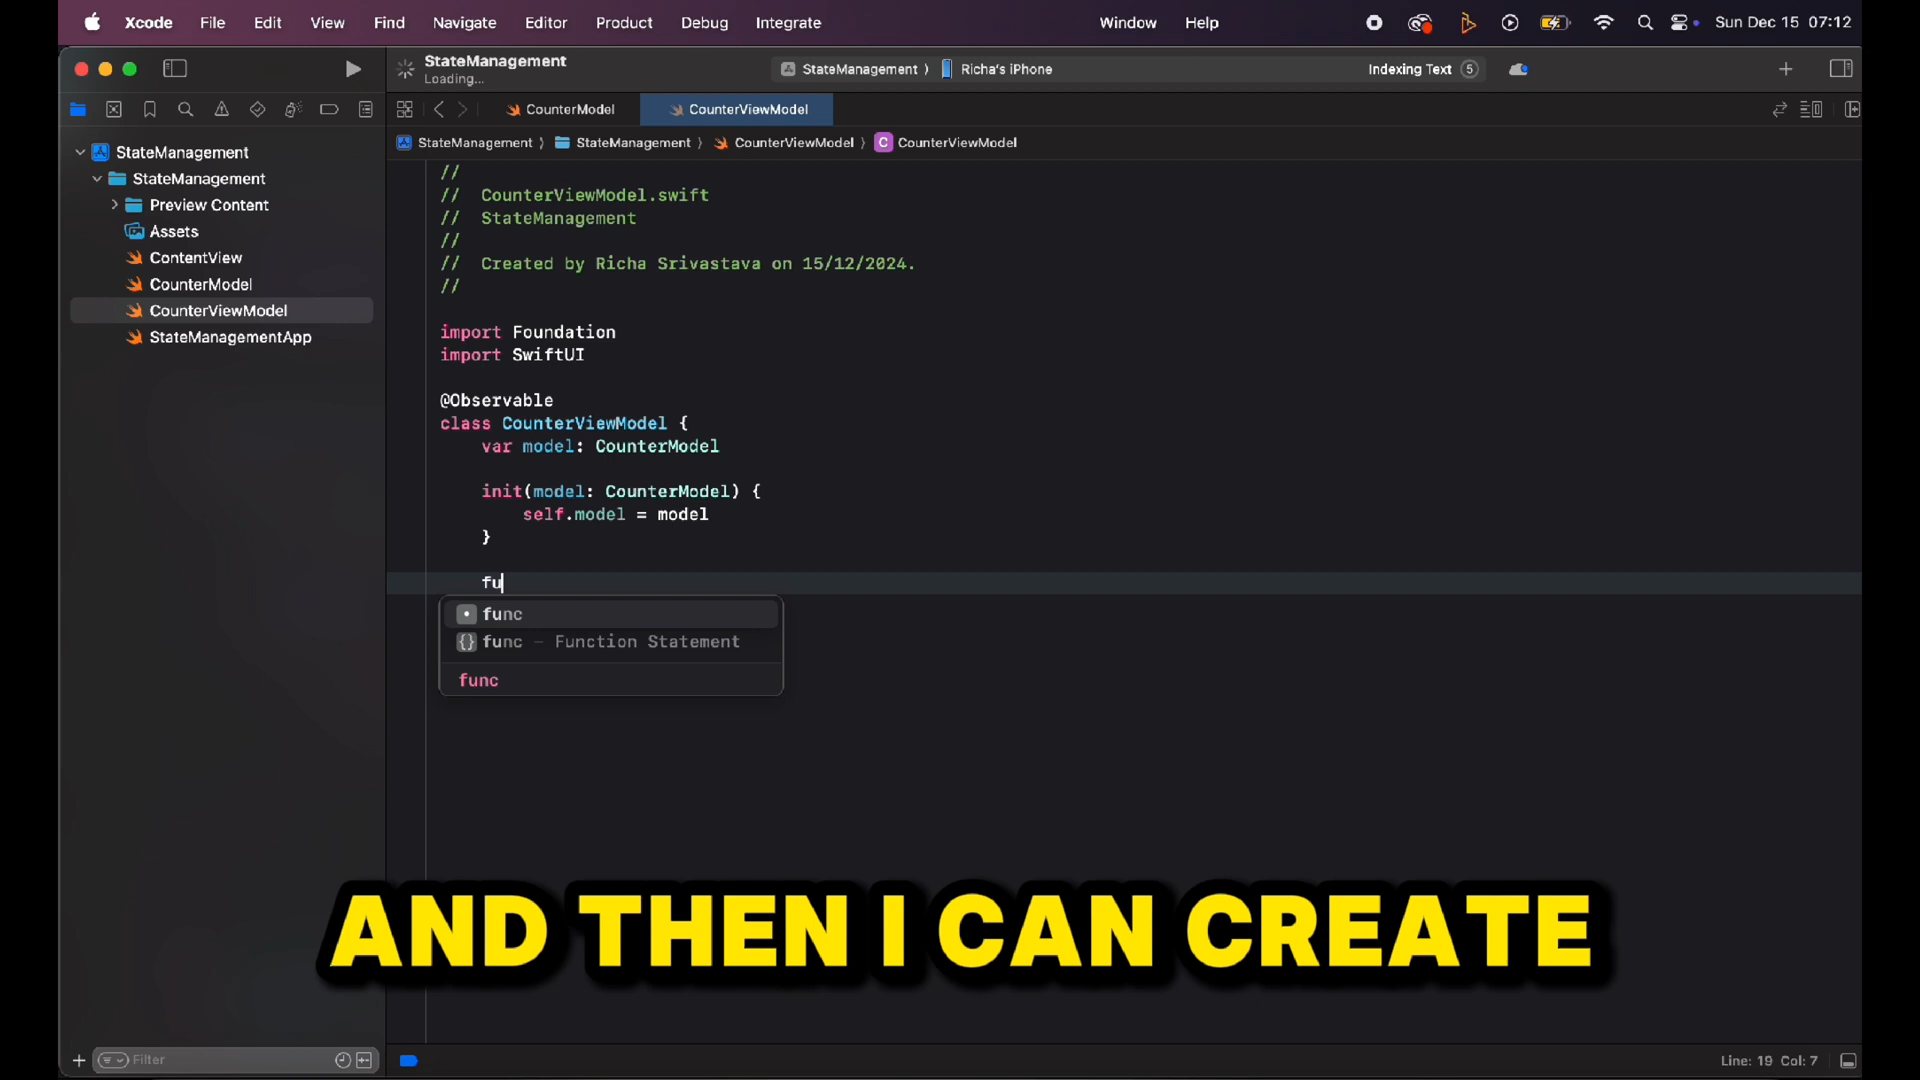 Xcode File Edit View Find Navigate Editor Product Debug Integrate Window Help Sun Dec 15 07:12
StateManagement
Loading...
StateManagement 〉 Richa's iPhone
Indexing Text 5
CounterModel
CounterViewModel
StateManagement 〉 StateManagement 〉 CounterViewModel 〉 C CounterViewModel
StateManagement
StateManagement
Preview Content
Assets
ContentView
CounterModel
CounterViewModel
StateManagementApp
//
// CounterViewModel.swift
// StateManagement
//
// Created by Richa Srivastava on 15/12/2024.
//
import Foundation
import SwiftUI
@Observable
class CounterViewModel {
var model: CounterModel
init(model: CounterModel) {
self.model = model
}
fu
func
{} func – Function Statement
func
AND THEN I CAN CREATE
Filter
Line: 19 Col: 7